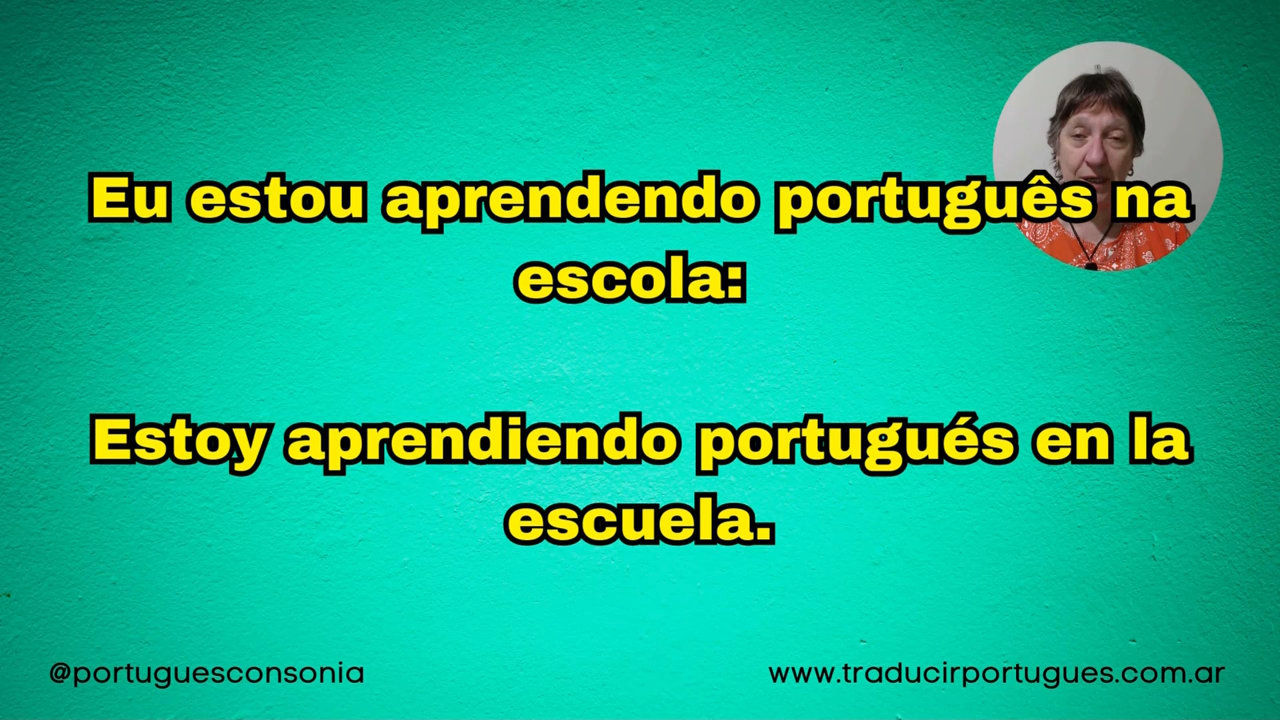 Eu estou aprendendo português na
escola:
Estoy aprendiendo portugués en la
escuela.
@portuguesconsonia
www.traducirportugues.com.ar